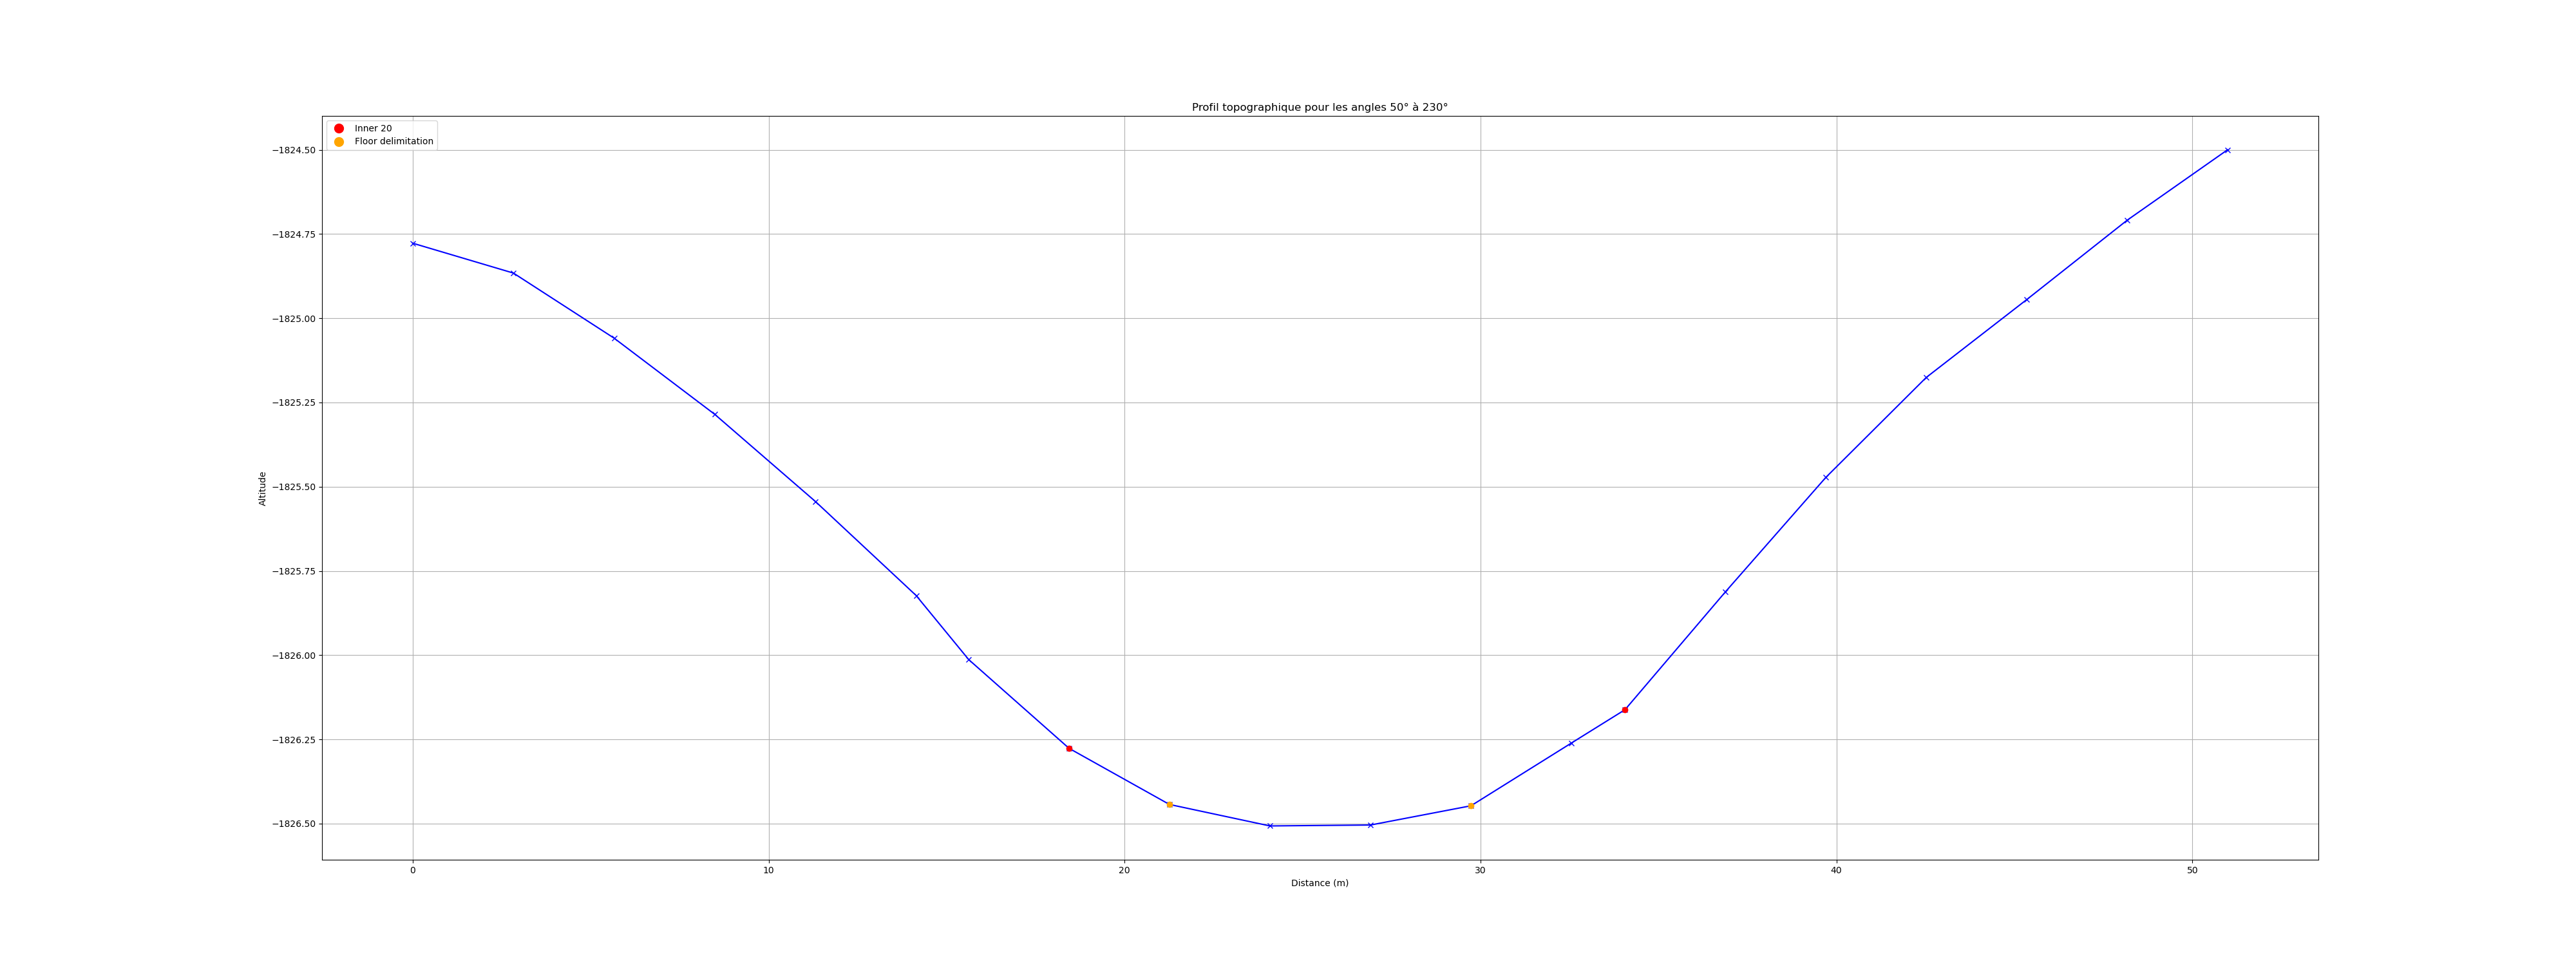 Profil topographique pour les angles 50° à 230°
Inner 20
Floor delimitation
−1824.50
−1824.75
−1825.00
−1825.25
−1825.50
−1825.75
−1826.00
−1826.25
−1826.50
Altitude
0 10 20 30 40 50
Distance (m)